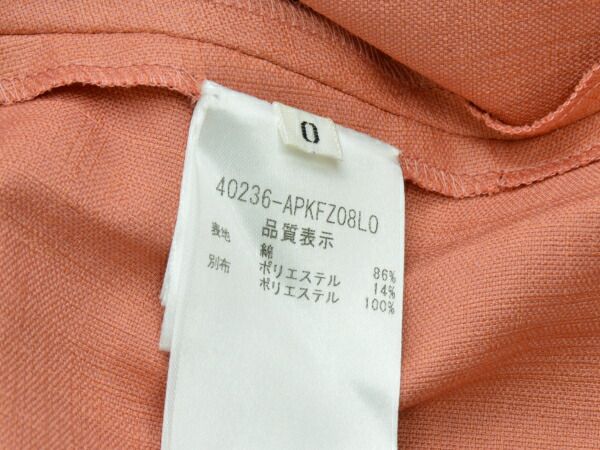 0
40236-APKFZ08L0
品質表示
表地 綿 86%
ポリエステル 14%
別布 ポリエステル 100%